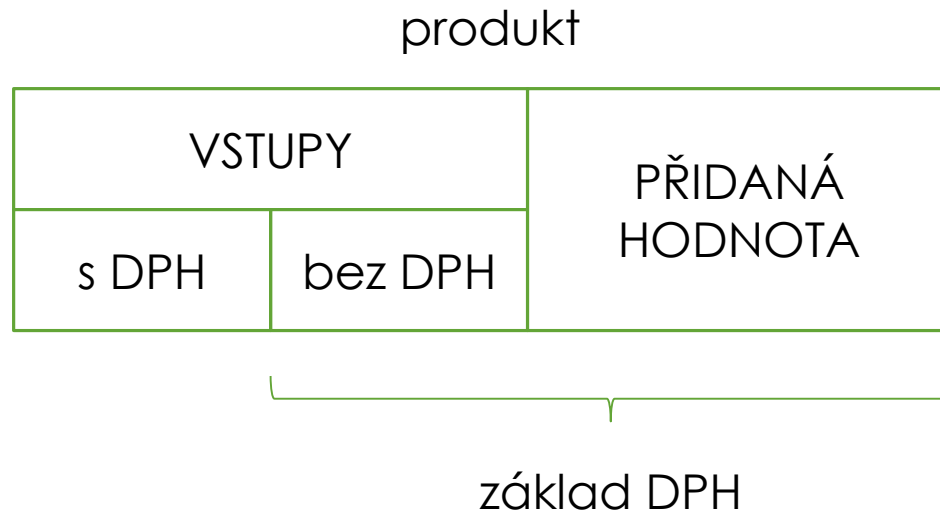 produkt
VSTUPY
PŘIDANÁ
HODNOTA
s DPH
bez DPH
základ DPH